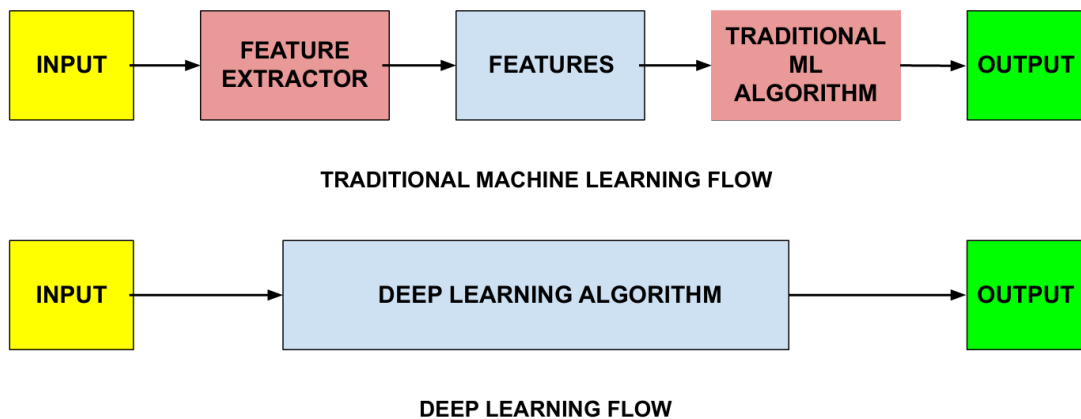 INPUT
FEATURE
EXTRACTOR
FEATURES
TRADITIONAL
ML
ALGORITHM
OUTPUT
TRADITIONAL MACHINE LEARNING FLOW
INPUT
DEEP LEARNING ALGORITHM
OUTPUT
DEEP LEARNING FLOW